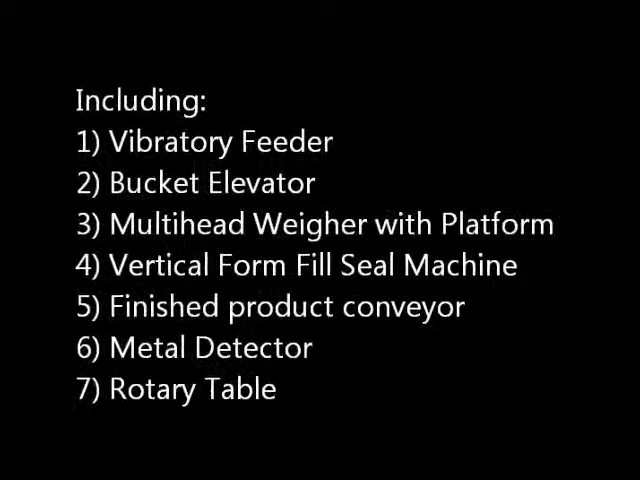 Including:
1) Vibratory Feeder
2) Bucket Elevator
3) Multihead Weigher with Platform
4) Vertical Form Fill Seal Machine
5) Finished product conveyor
6) Metal Detector
7) Rotary Table